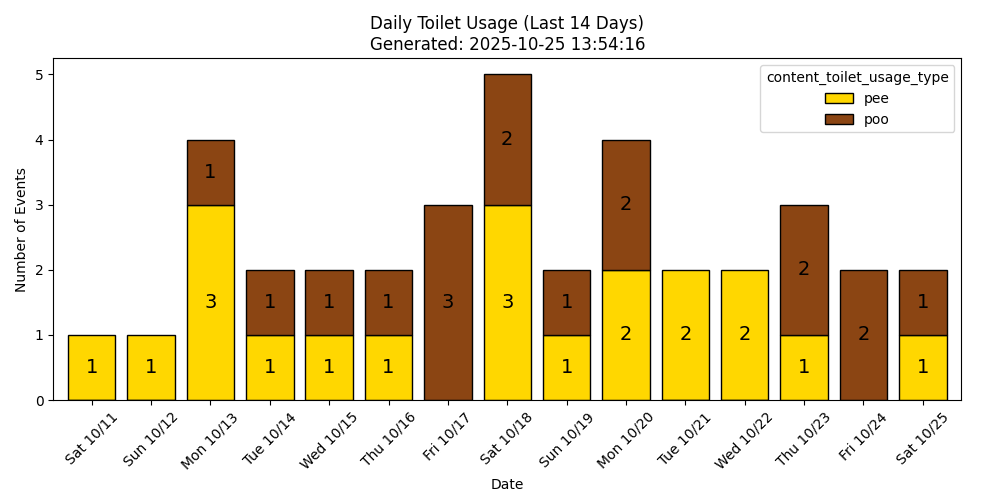 Daily Toilet Usage (Last 14 Days)
Generated: 2025-10-25 13:54:16
content_toilet_usage_type
pee
poo
Number of Events
5
4
3
2
1
0
1
1
3
1
1
1
1
1
1
1
3
3
2
1
1
2
2
2
2
1
2
2
1
1
Sat 10/11
Sun 10/12
Mon 10/13
Tue 10/14
Wed 10/15
Thu 10/16
Fri 10/17
Sat 10/18
Sun 10/19
Mon 10/20
Tue 10/21
Wed 10/22
Thu 10/23
Fri 10/24
Sat 10/25
Date